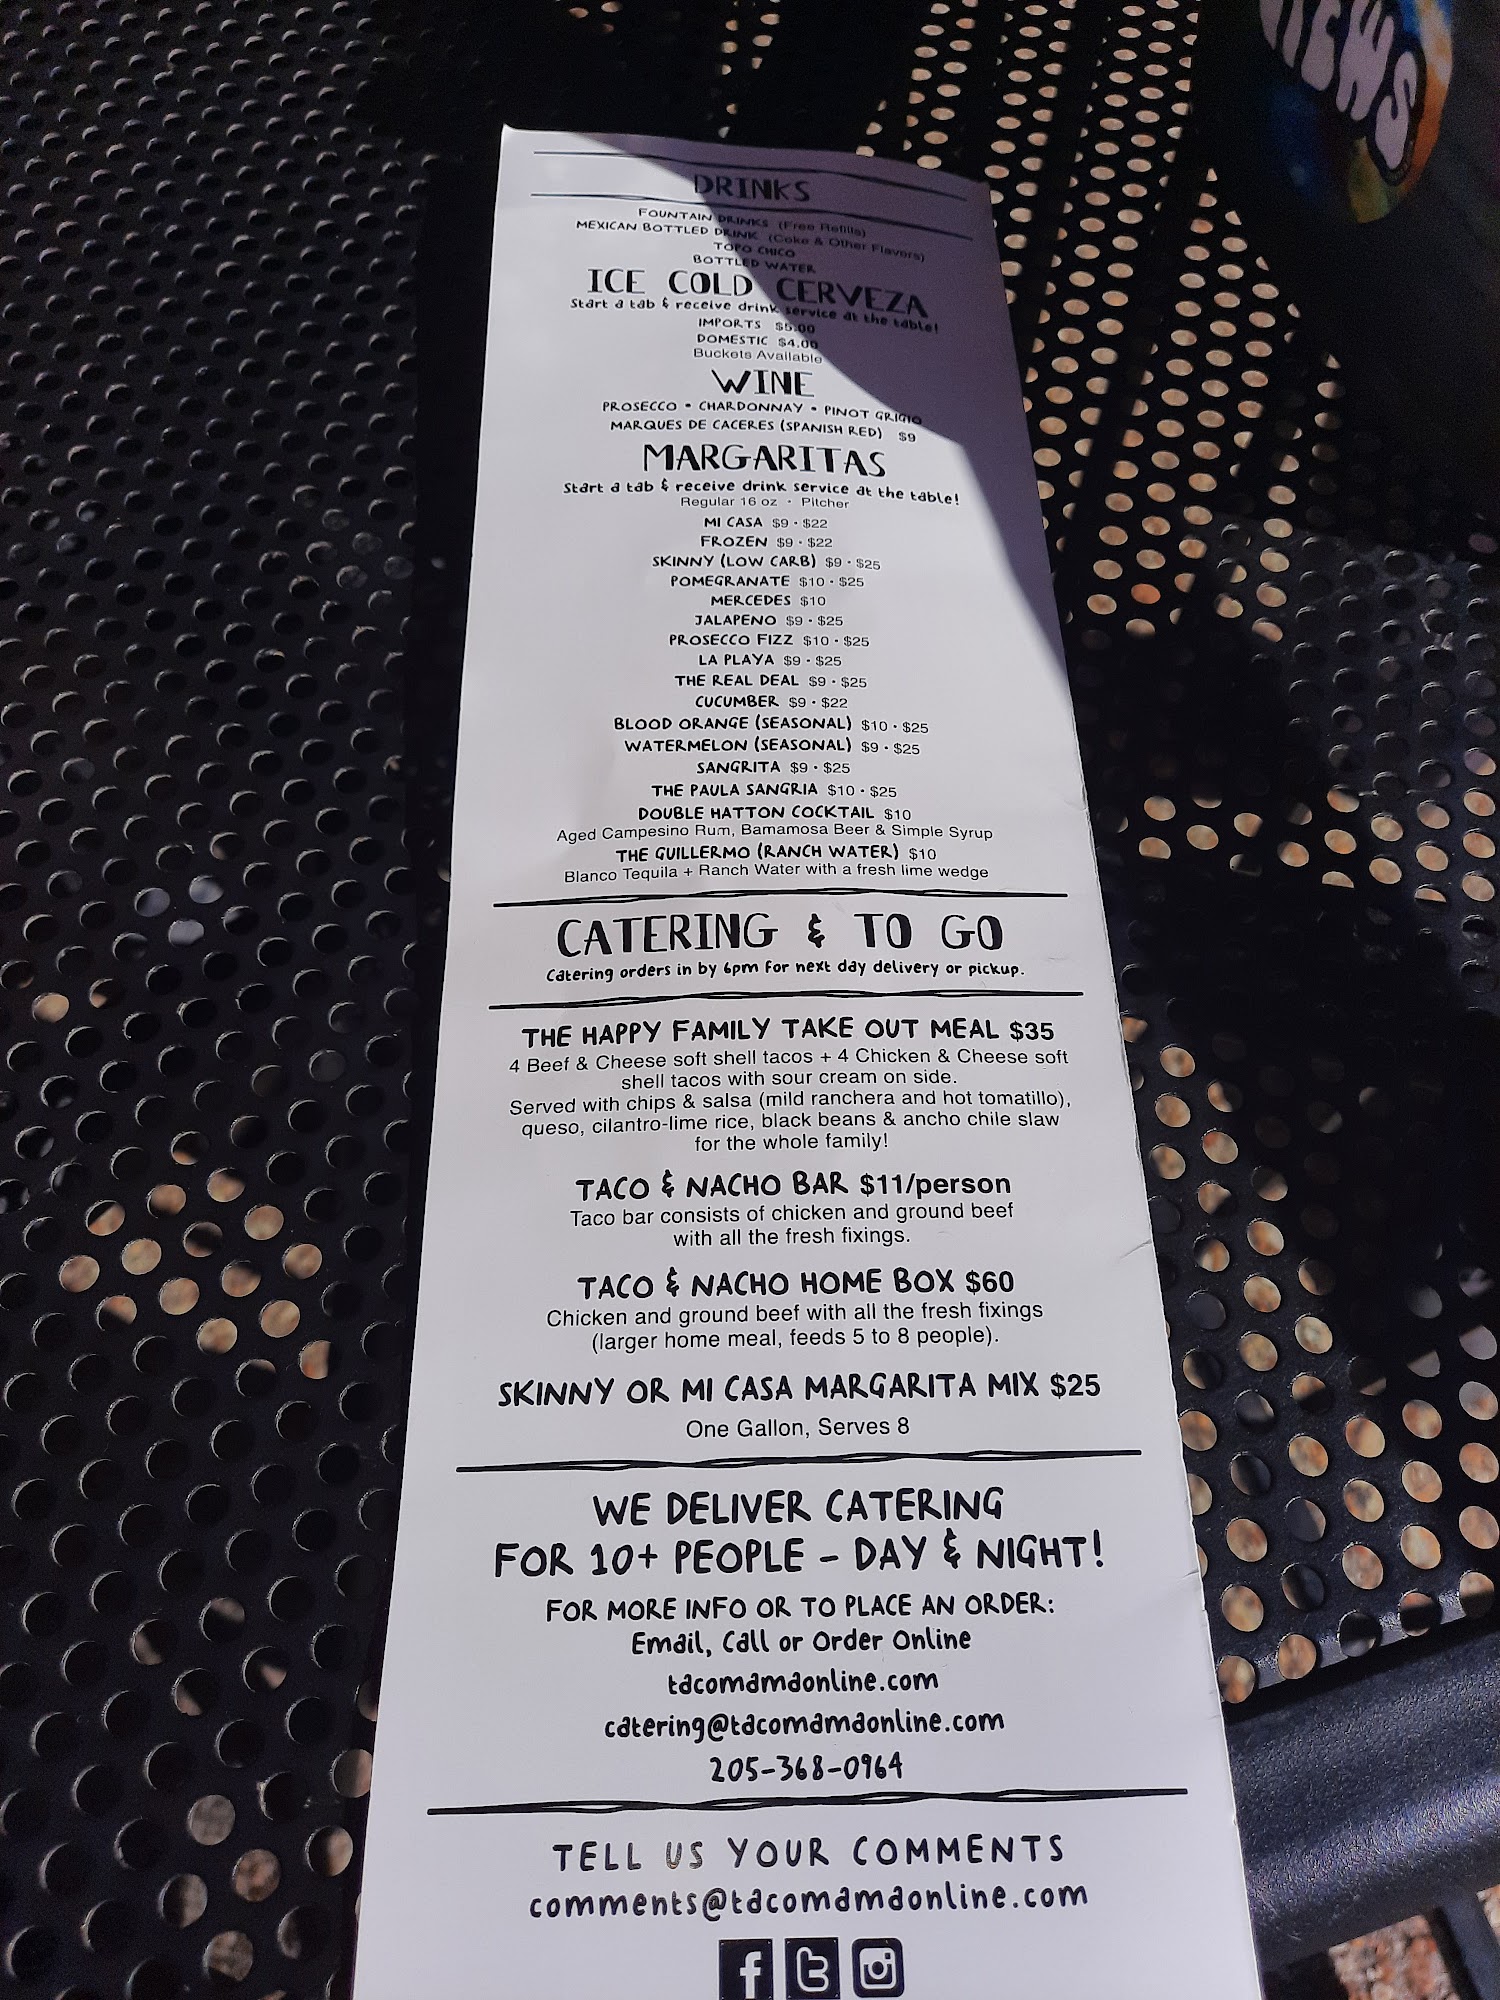 NEWS
DRINKS
FOUNTAIN DRINKS (Free Refills)
MEXICAN BOTTLED DRINK (Coke & Other Flavors)
TOPO CHICO
BOTTLED WATER
ICE COLD CERVEZA
Start a tab & receive drink service at the table!
IMPORTS $5.00
DOMESTIC $4.00
Buckets Available
WINE
PROSECCO • CHARDONNAY • PINOT GRIGIO
MARQUES DE CACERES (SPANISH RED) $9
MARGARITAS
Start a tab & receive drink service at the table!
Regular 16 oz • Pitcher
MI CASA $9 • $22
FROZEN $9 • $22
SKINNY (LOW CARB) $9 • $25
POMEGRANATE $10 • $25
MERCEDES $10
JALAPENO $9 • $25
PROSECCO FIZZ $10 • $25
LA PLAYA $9 • $25
THE REAL DEAL $9 • $25
CUCUMBER $9 • $22
BLOOD ORANGE (SEASONAL) $10 • $25
WATERMELON (SEASONAL) $9 • $25
SANGRITA $9 • $25
THE PAULA SANGRIA $10 • $25
DOUBLE HATTON COCKTAIL $10
Aged Campesino Rum, Bamamosa Beer & Simple Syrup
THE GUILLERMO (RANCH WATER) $10
Blanco Tequila + Ranch Water with a fresh lime wedge
CATERING & TO GO
Catering orders in by 6pm for next day delivery or pickup.
THE HAPPY FAMILY TAKE OUT MEAL $35
4 Beef & Cheese soft shell tacos + 4 Chicken & Cheese soft
shell tacos with sour cream on side.
Served with chips & salsa (mild ranchera and hot tomatillo),
queso, cilantro-lime rice, black beans & ancho chile slaw
for the whole family!
TACO & NACHO BAR $11/person
Taco bar consists of chicken and ground beef
with all the fresh fixings.
TACO & NACHO HOME BOX $60
Chicken and ground beef with all the fresh fixings
(larger home meal, feeds 5 to 8 people).
SKINNY OR MI CASA MARGARITA MIX $25
One Gallon, Serves 8
WE DELIVER CATERING
FOR 10+ PEOPLE - DAY & NIGHT!
FOR MORE INFO OR TO PLACE AN ORDER:
Email, Call or Order Online
tacomamaonline.com
catering@tacomamaonline.com
205-368-0964
TELL US YOUR COMMENTS
comments@tacomamaonline.com